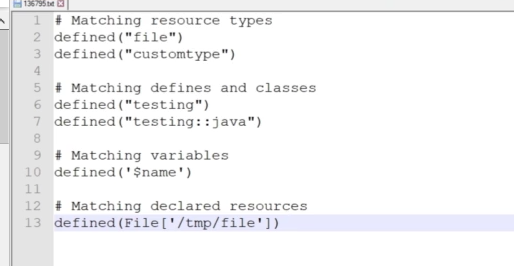 136795.txt
1 # Matching resource types
2 defined("file")
3 defined("customtype")
4
5 # Matching defines and classes
6 defined("testing")
7 defined("testing::java")
8
9 # Matching variables
10 defined('$name')
11
12 # Matching declared resources
13 defined(File['/tmp/file'])